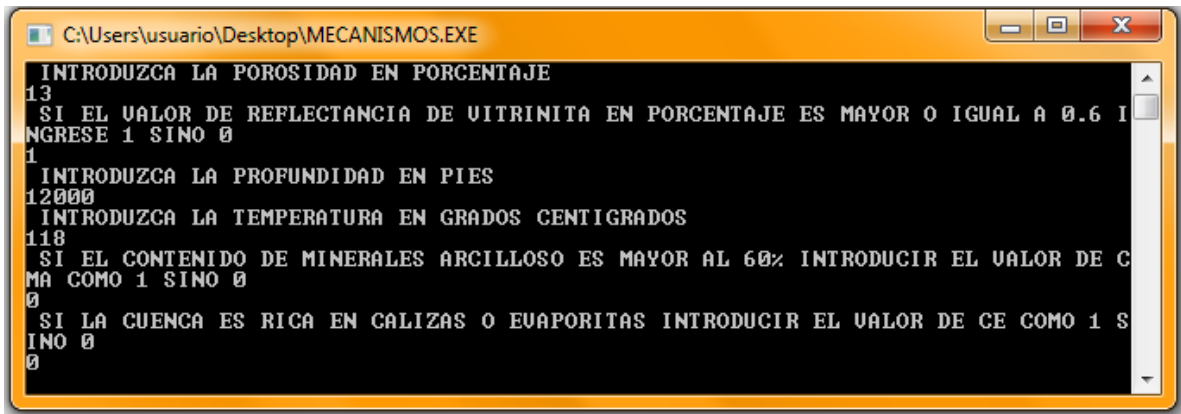 C:\Users\usuario\Desktop\MECANISMOS.EXE
INTRODUZCA LA POROSIDAD EN PORCENTAJE
13
SI EL VALOR DE REFLECTANCIA DE VITRINITA EN PORCENTAJE ES MAYOR O IGUAL A 0.6 I
NGRESE 1 SINO 0
1
INTRODUZCA LA PROFUNDIDAD EN PIES
12000
INTRODUZCA LA TEMPERATURA EN GRADOS CENTIGRADOS
118
SI EL CONTENIDO DE MINERALES ARCILLOSO ES MAYOR AL 60% INTRODUCIR EL VALOR DE C
MA COMO 1 SINO 0
0
SI LA CUENCA ES RICA EN CALIZAS O EVAPORITAS INTRODUCIR EL VALOR DE CE COMO 1 S
INO 0
0